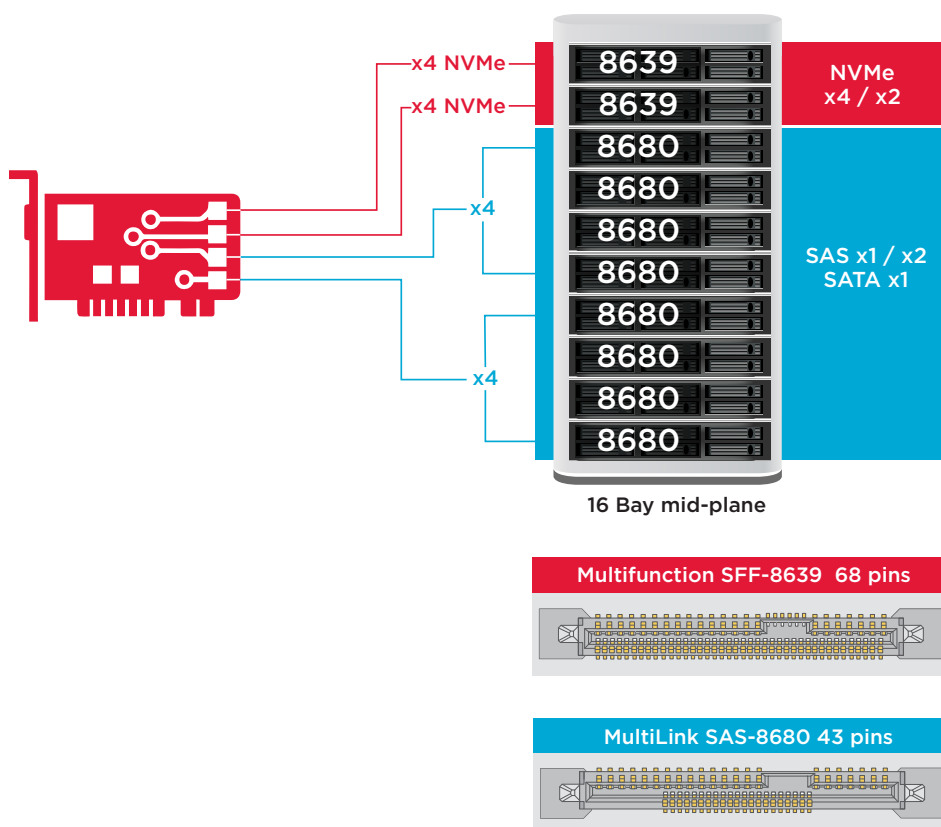 x4 NVMe
x4 NVMe
x4
x4
8639
8639
8680
8680
8680
8680
8680
8680
8680
8680
NVMe
x4 / x2
SAS x1 / x2
SATA x1
16 Bay mid-plane
Multifunction SFF-8639 68 pins
MultiLink SAS-8680 43 pins